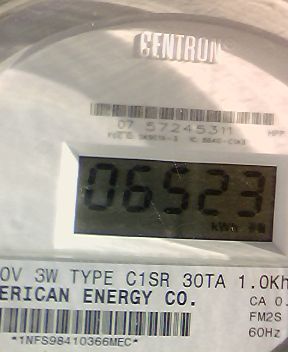 CENTRON
07 57245311 HPP
06523
kWh
0V 3W TYPE C1SR 30TA 1.0Kh
ERICAN ENERGY CO.
CA 0.
FM2S
60Hz
*1NFS98410366MEC*